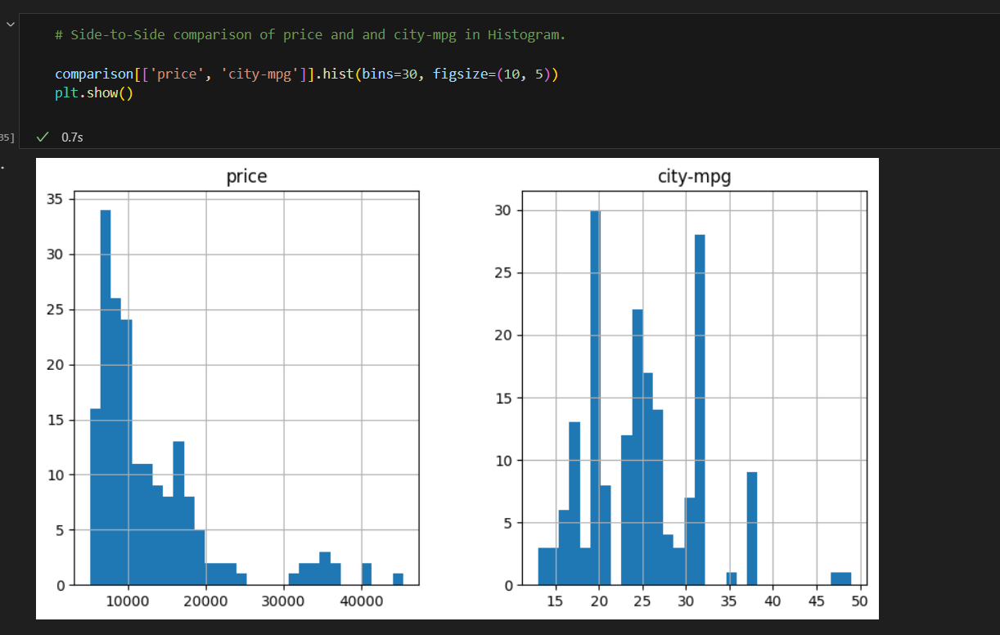 # Side-to-Side comparison of price and and city-mpg in Histogram.
comparison[['price', 'city-mpg']].hist(bins=30, figsize=(10, 5))
plt.show()
35]
0.7s
price
35
30
25
20
15
10
5
0
10000 20000 30000 40000
city-mpg
30
25
20
15
10
5
0
15 20 25 30 35 40 45 50